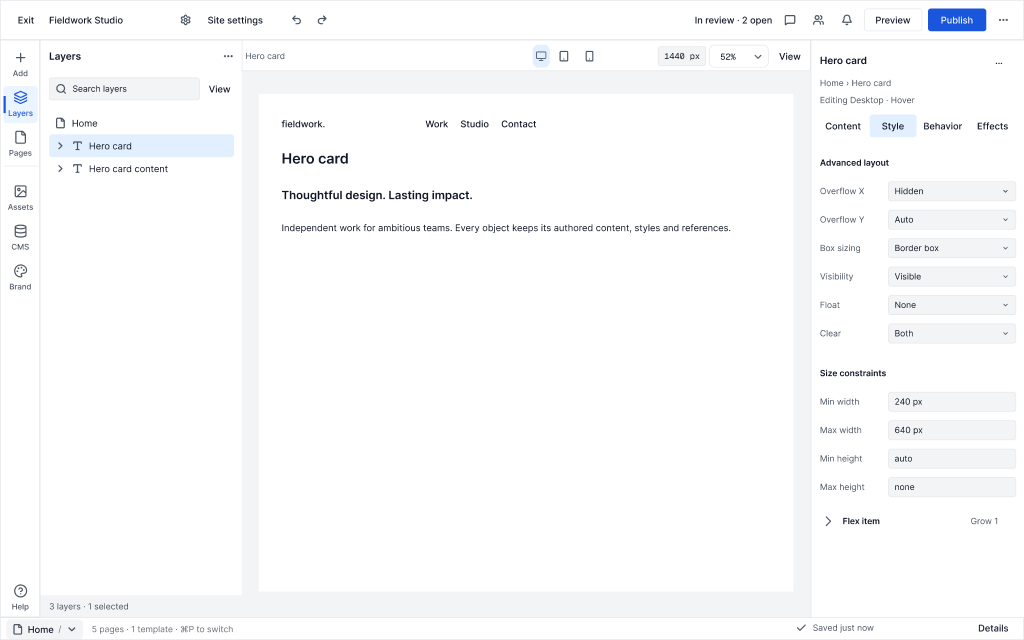 Exit Fieldwork Studio Site settings In review · 2 open Preview Publish ...
Add
Layers
Pages
Assets
CMS
Brand
Help
Layers ...
Search layers View
Home
Hero card
Hero card content
3 layers · 1 selected
Hero card 1440 px 52% View
fieldwork. Work Studio Contact
Hero card
Thoughtful design. Lasting impact.
Independent work for ambitious teams. Every object keeps its authored content, styles and references.
Hero card ...
Home › Hero card
Editing Desktop · Hover
Content Style Behavior Effects
Advanced layout
Overflow X Hidden
Overflow Y Auto
Box sizing Border box
Visibility Visible
Float None
Clear Both
Size constraints
Min width 240 px
Max width 640 px
Min height auto
Max height none
Flex item Grow 1
Home / 5 pages · 1 template · ⌘P to switch Saved just now Details